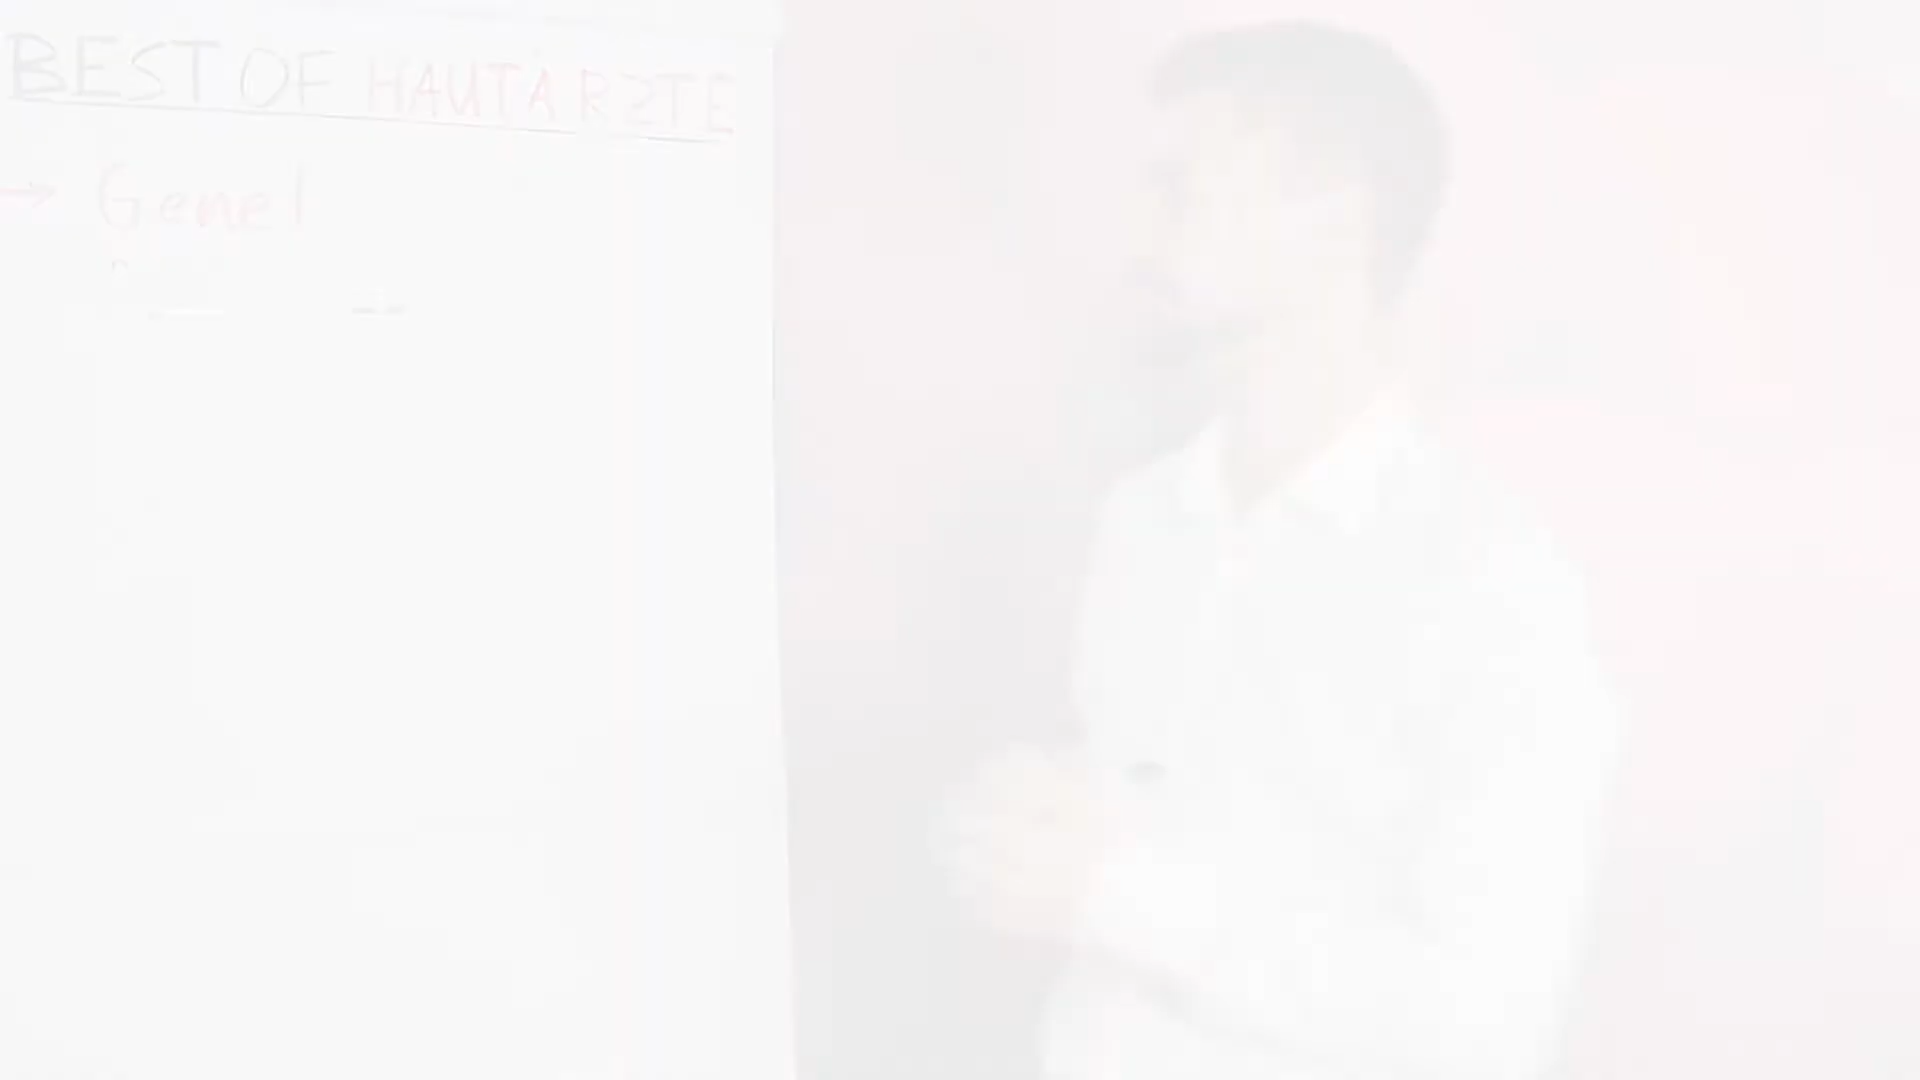 BEST OF HAUTÄRZTE
→ Gene!